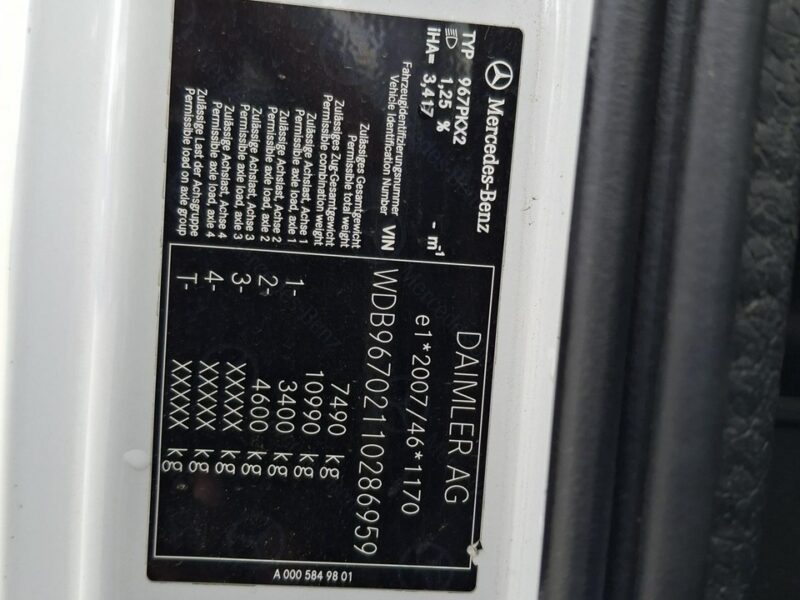 Mercedes-Benz
TYP 967PKX2
1,25 % - m-1
iHA= 3,417
DAIMLER AG
e1*2007/46*1170
Fahrzeugidentifizierungsnummer
Vehicle Identification Number VIN WDB96702110286959
Zulässiges Gesamtgewicht
Permissible total weight 7490 kg
Zulässiges Zug-Gesamtgewicht
Permissible combination weight 10990 kg
Zulässige Achslast, Achse 1
Permissible axle load, axle 1 1- 3400 kg
Zulässige Achslast, Achse 2
Permissible axle load, axle 2 2- 4600 kg
Zulässige Achslast, Achse 3
Permissible axle load, axle 3 3- XXXXX kg
Zulässige Achslast, Achse 4
Permissible axle load, axle 4 4- XXXXX kg
Zulässige Last der Achsgruppe
Permissible load on axle group T- XXXXX kg
A 000 584 98 01